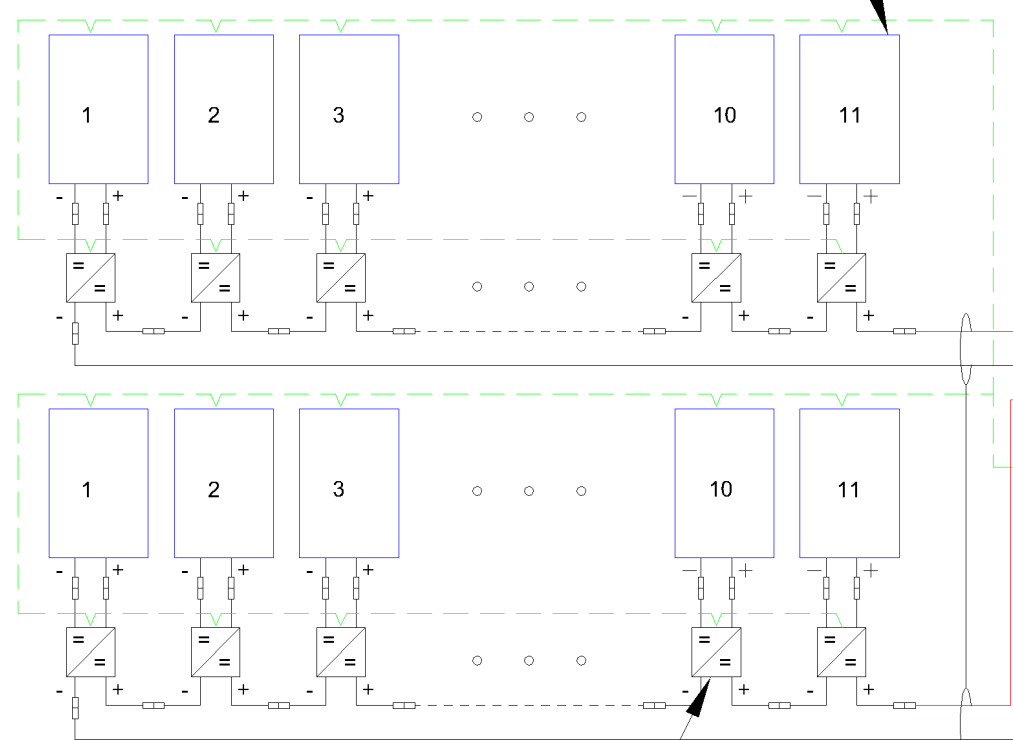 1 2 3 10 11
- + - + - + - + - +
= = = = =
= = = = =
- + - + - + - + - +
1 2 3 10 11
- + - + - + - + - +
= = = = =
= = = = =
- + - + - + - + - +